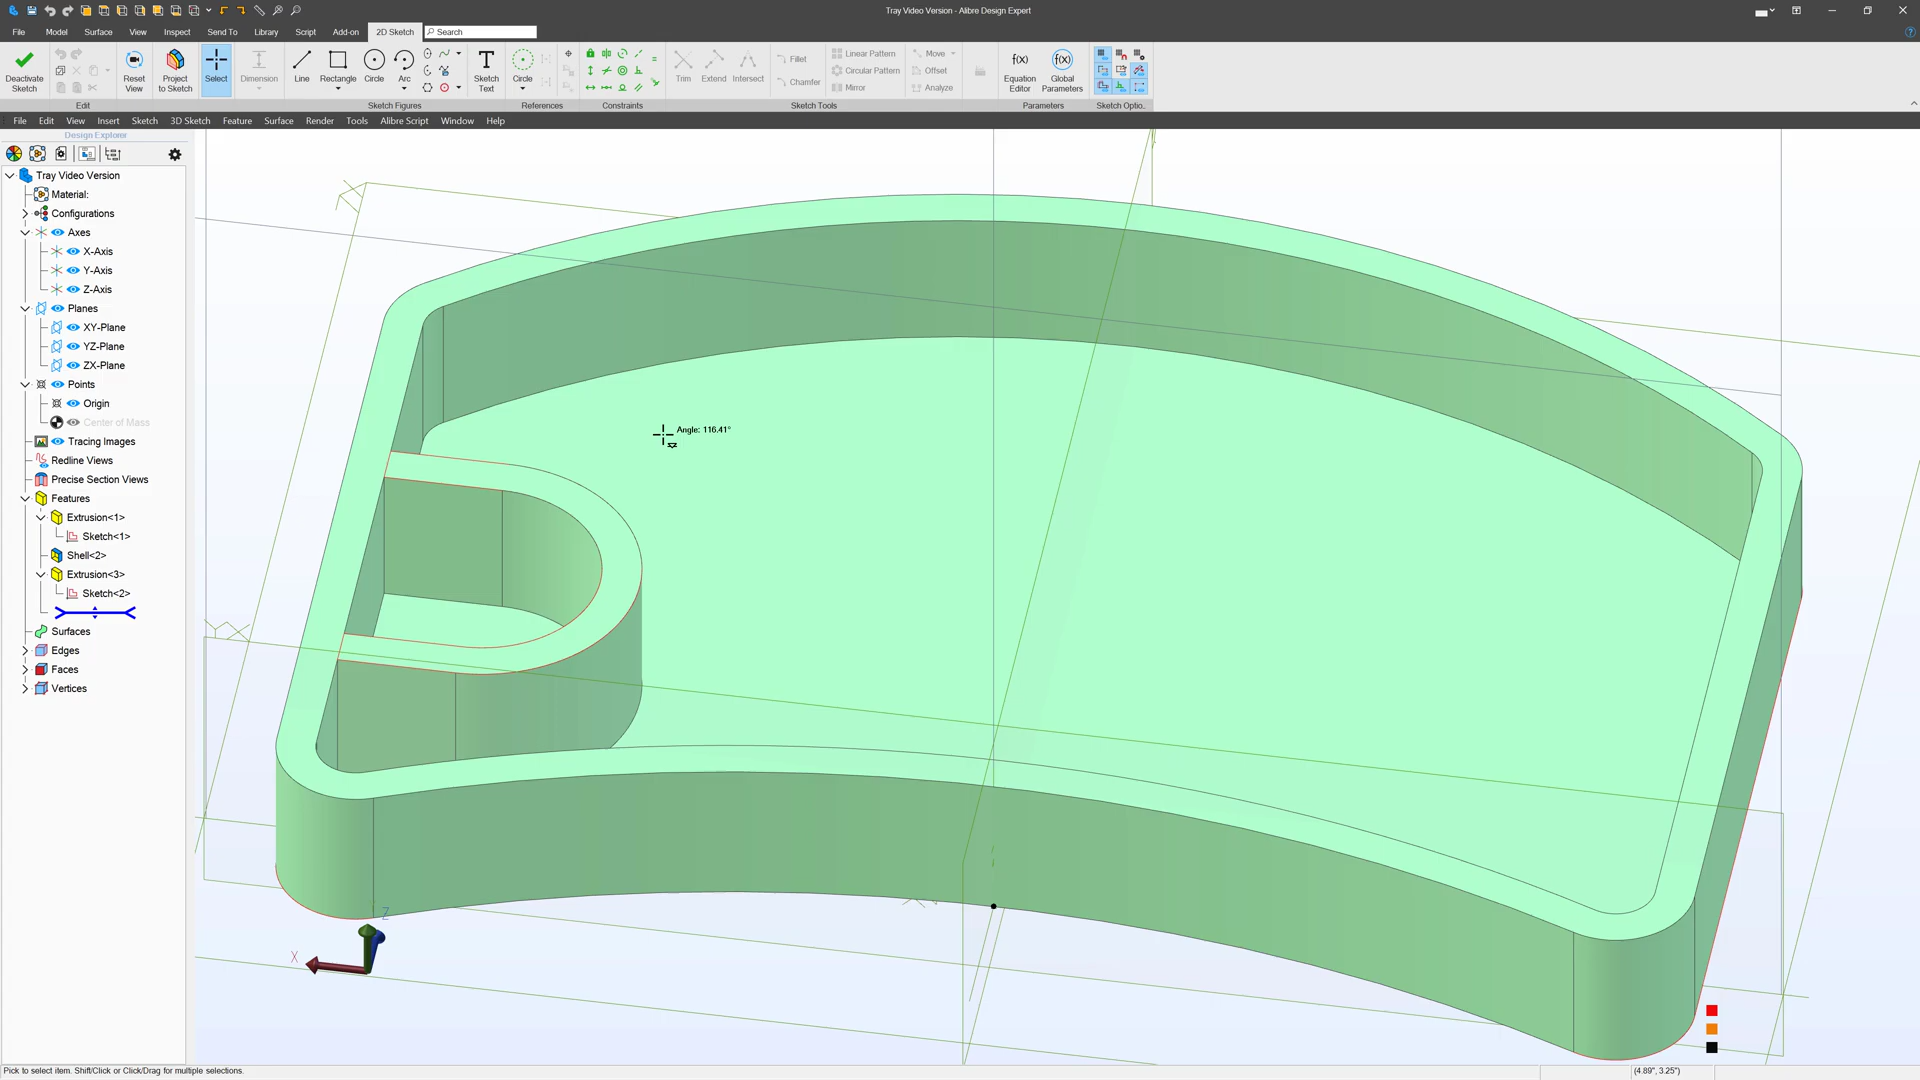 Tray Video Version - Alibre Design Expert
File Model Surface View Inspect Send To Library Script Add-on 2D Sketch Search
Deactivate Sketch
Reset View
Project to Sketch
Select
Dimension
Line
Rectangle
Circle
Arc
Sketch Text
Circle
Trim
Extend
Intersect
Fillet
Chamfer
Linear Pattern
Circular Pattern
Mirror
Move
Offset
Analyze
f(x)
Equation Editor
f(x)
Global Parameters
Edit
Sketch Figures
References
Constraints
Sketch Tools
Parameters
Sketch Optio..
File Edit View Insert Sketch 3D Sketch Feature Surface Render Tools Alibre Script Window Help
Design Explorer
Tray Video Version
Material:
Configurations
Axes
X-Axis
Y-Axis
Z-Axis
Planes
XY-Plane
YZ-Plane
ZX-Plane
Points
Origin
Center of Mass
Tracing Images
Redline Views
Precise Section Views
Features
Extrusion<1>
Sketch<1>
Shell<2>
Extrusion<3>
Sketch<2>
Surfaces
Edges
Faces
Vertices
Angle: 116.41°
Z
X
Pick to select item. Shift/Click or Click/Drag for multiple selections.
(4.89", 3.25")